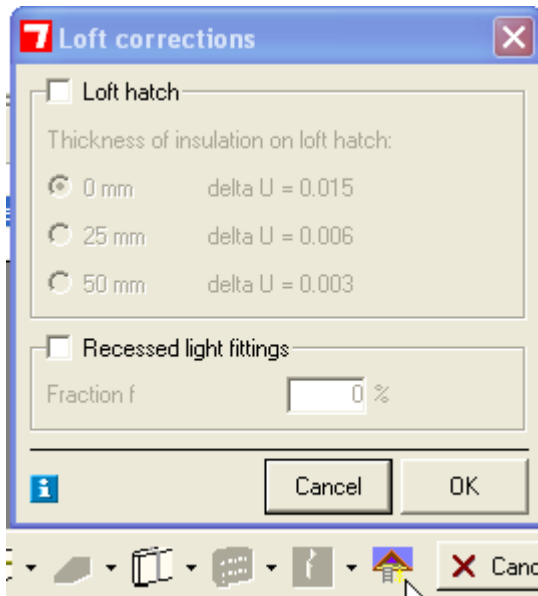 Loft corrections
Loft hatch
Thickness of insulation on loft hatch:
0 mm delta U = 0.015
25 mm delta U = 0.006
50 mm delta U = 0.003
Recessed light fittings
Fraction f 0 %
Cancel OK